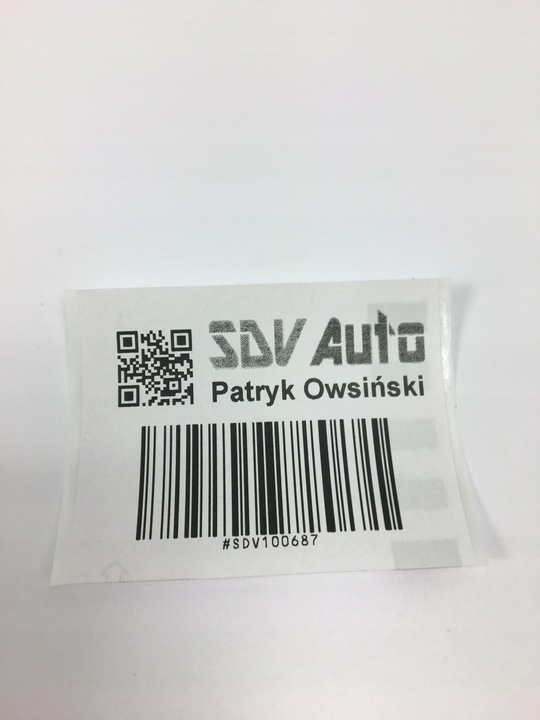 SDV Auto
Patryk Owsiński
#SDV100687